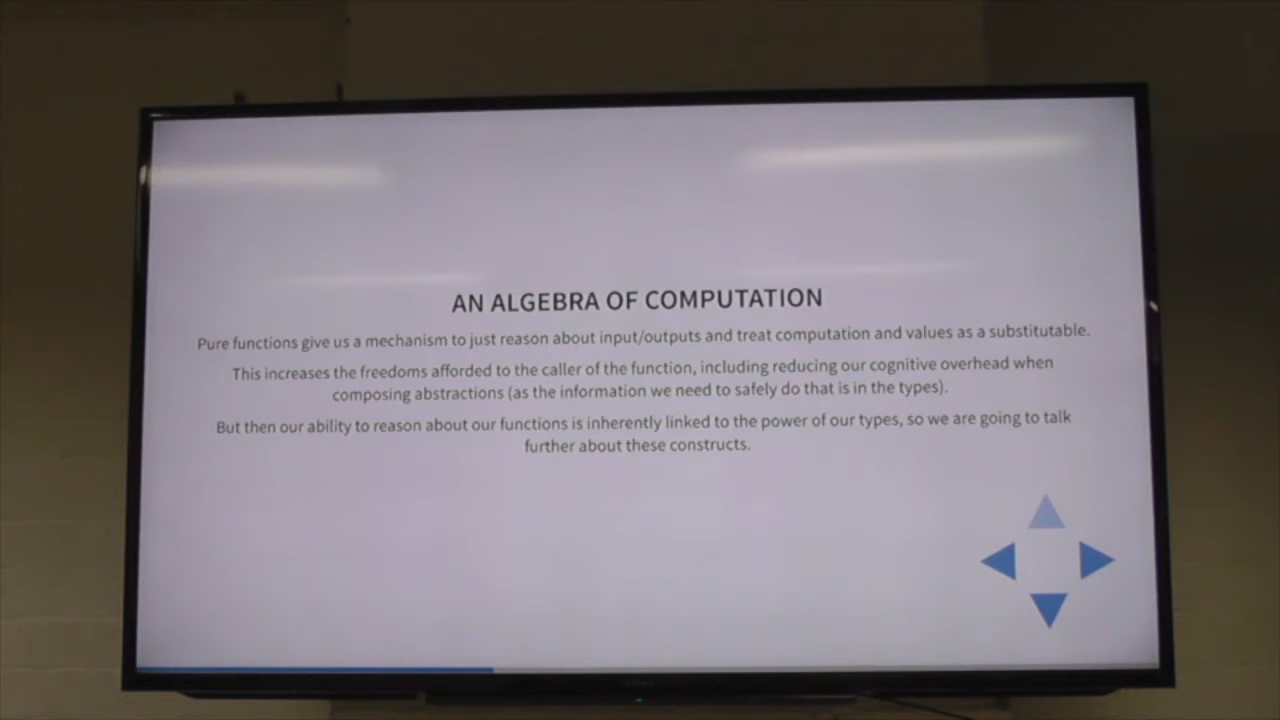 AN ALGEBRA OF COMPUTATION
Pure functions give us a mechanism to just reason about input/outputs and treat computation and values as a substitutable.
This increases the freedoms afforded to the caller of the function, including reducing our cognitive overhead when
composing abstractions (as the information we need to safely do that is in the types).
But then our ability to reason about our functions is inherently linked to the power of our types, so we are going to talk
further about these constructs.